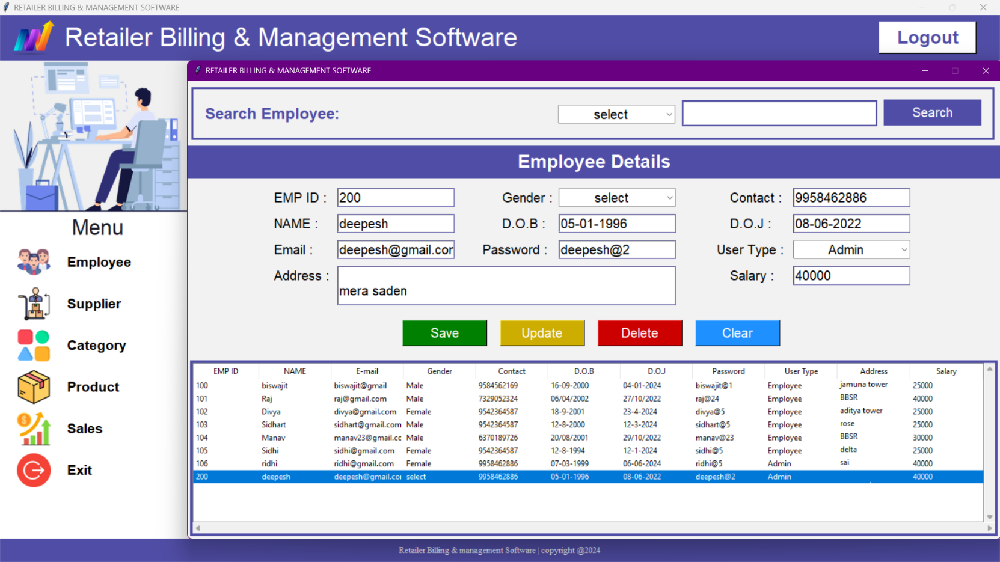 RETAILER BILLING & MANAGEMENT SOFTWARE
Retailer Billing & Management Software
Logout
RETAILER BILLING & MANAGEMENT SOFTWARE
Search Employee: select Search
Employee Details
EMP ID : 200 Gender : select Contact : 9958462886
NAME : deepesh D.O.B : 05-01-1996 D.O.J : 08-06-2022
Email : deepesh@gmail.cor Password : deepesh@2 User Type : Admin
Address : mera saden Salary : 40000
Save Update Delete Clear
Menu
Employee
Supplier
Category
Product
Sales
Exit
EMP ID NAME E-mail Gender Contact D.O.B D.O.J Password User Type Address Salary
100 biswajit biswajit@gmail Male 9584562169 16-09-2000 04-01-2024 biswajit@1 Employee jamuna tower 25000
101 Raj raj@gmail.com Male 7329052324 06/04/2002 27/10/2022 raj@24 Employee BBSR 40000
102 Divya divya@gmail.com Female 9542364587 18-9-2001 23-4-2024 divya@5 Employee aditya tower 25000
103 Sidhart sidhart@gmail.com Male 9542364587 12-8-2000 12-3-2024 sidhart@5 Employee rose 25000
104 Manav manav23@gmail.cc Male 6370189726 20/08/2001 29/10/2022 manav@23 Employee BBSR 30000
105 Sidhi sidhi@gmail.com Female 9542364587 12-8-1994 12-1-2024 sidhi@5 Employee delta 25000
106 ridhi ridhi@gmail.com Female 9958462886 07-03-1999 06-06-2024 ridhi@5 Admin sai 40000
200 deepesh deepesh@gmail.coi select 9958462886 05-01-1996 08-06-2022 deepesh@2 Admin 40000
Retailer Billing & management Software | copyright @2024